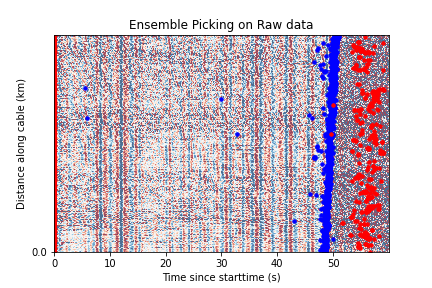 Ensemble Picking on Raw data
Distance along cable (km)
0.0
0 10 20 30 40 50
Time since starttime (s)